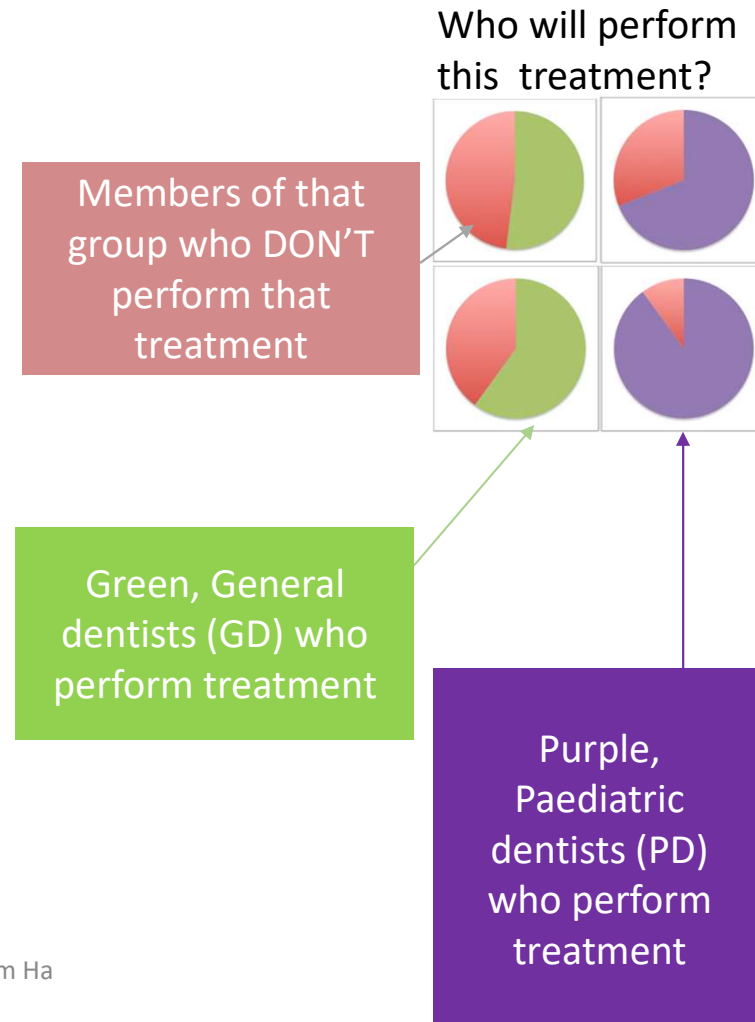 Who will perform
this  treatment?
Members of that
group who DON’T
perform that
treatment
Green, General
dentists (GD) who
perform treatment
Purple,
Paediatric
dentists (PD)
who perform
treatment
m Ha